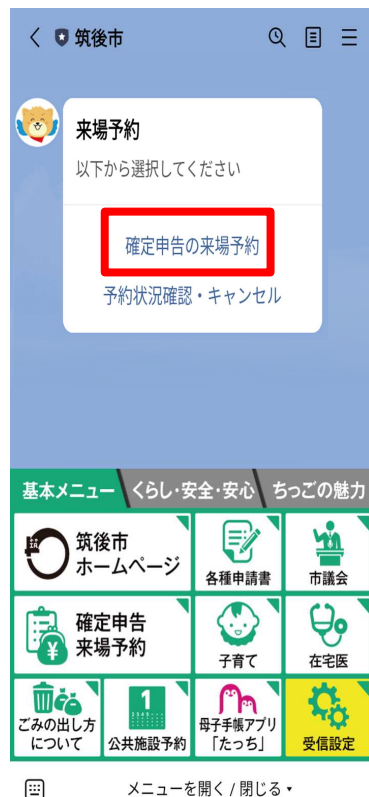 筑後市
来場予約
以下から選択してください
確定申告の来場予約
予約状況確認・キャンセル
基本メニュー
くらし・安全・安心
ちっごの魅力
筑
筑後市
ホームページ
各種申請書
市議会
確定申告
来場予約
子育て
在宅医
ごみの出し方
について
1
公共施設予約
母子手帳アプリ
「たっち」
受信設定
メニューを開く / 閉じる ▾